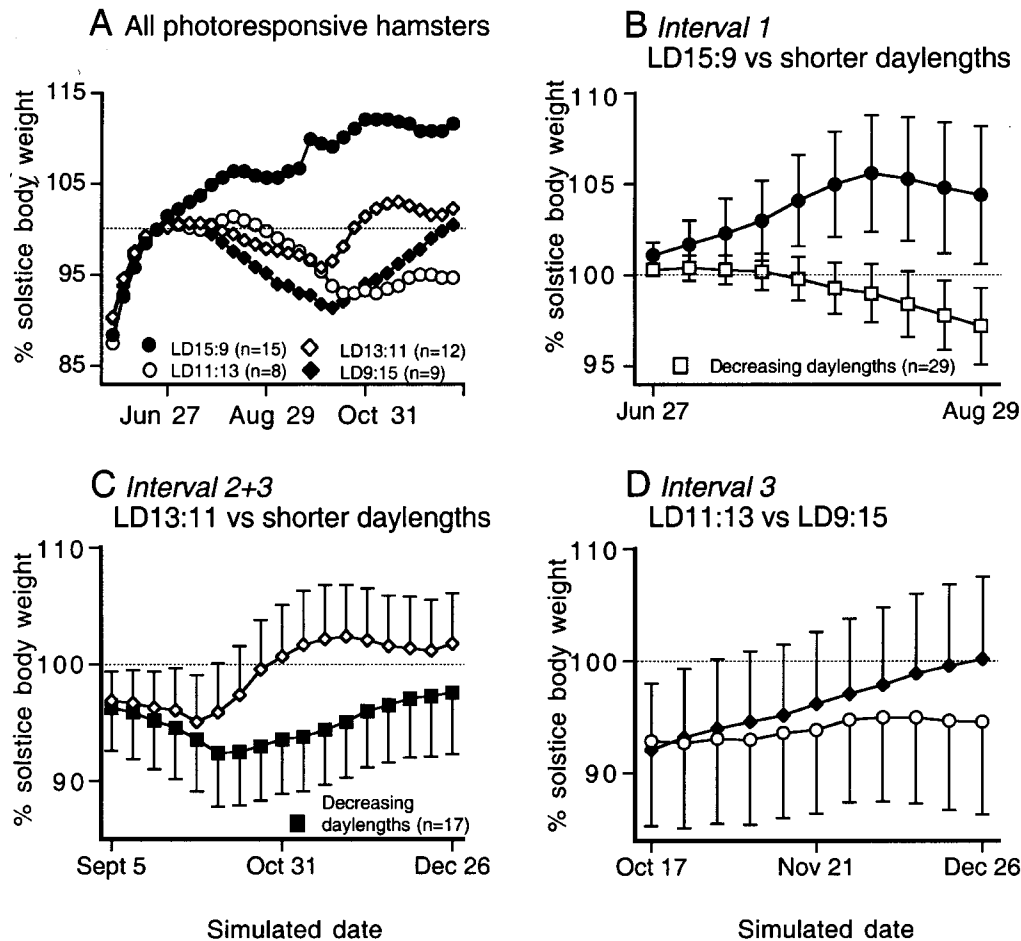 A All photoresponsive hamsters
% solstice body weight
115
105
95
85
LD15:9 (n=15)
LD13:11 (n=12)
LD11:13 (n=8)
LD9:15 (n=9)
Jun 27
Aug 29
Oct 31
B Interval 1
LD15:9 vs shorter daylengths
% solstice body weight
110
105
100
95
Decreasing daylengths (n=29)
Jun 27
Aug 29
C Interval 2+3
LD13:11 vs shorter daylengths
% solstice body weight
110
100
90
Decreasing
daylengths (n=17)
Sept 5
Oct 31
Dec 26
Simulated date
D Interval 3
LD11:13 vs LD9:15
% solstice body weight
110
100
90
Oct 17
Nov 21
Dec 26
Simulated date